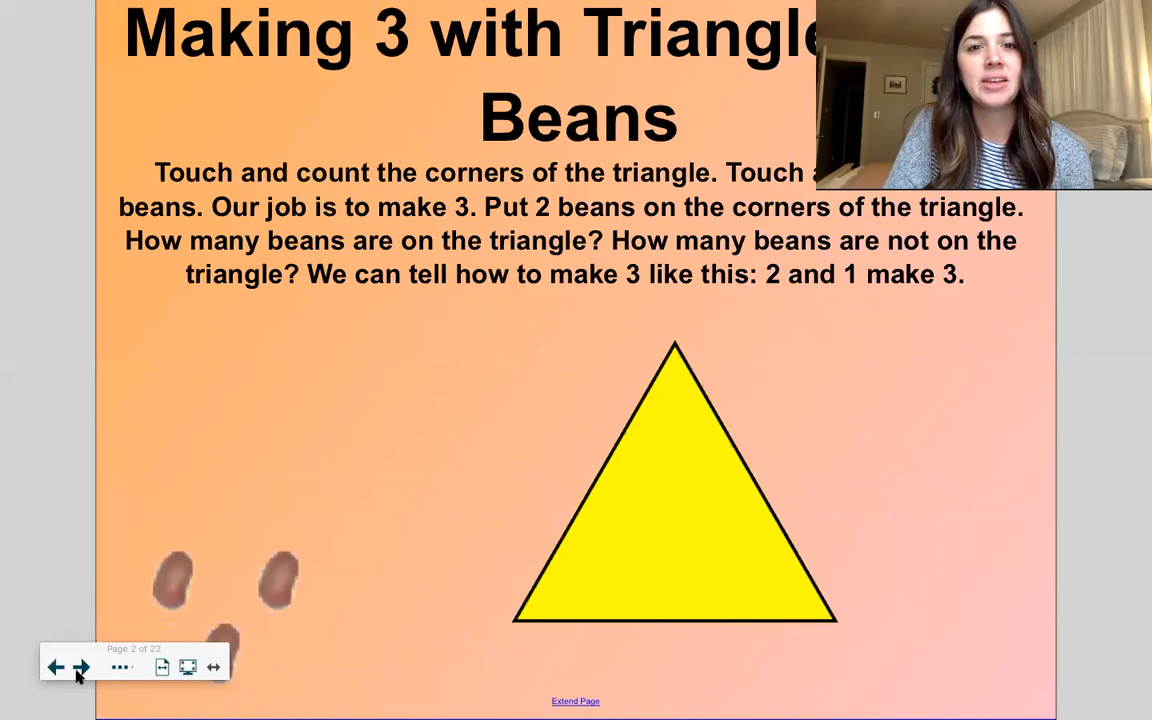 Making 3 with Triangle
Beans
Touch and count the corners of the triangle. Touch
beans. Our job is to make 3. Put 2 beans on the corners of the triangle.
How many beans are on the triangle? How many beans are not on the
triangle? We can tell how to make 3 like this: 2 and 1 make 3.
Page 2 of 22
Extend Page